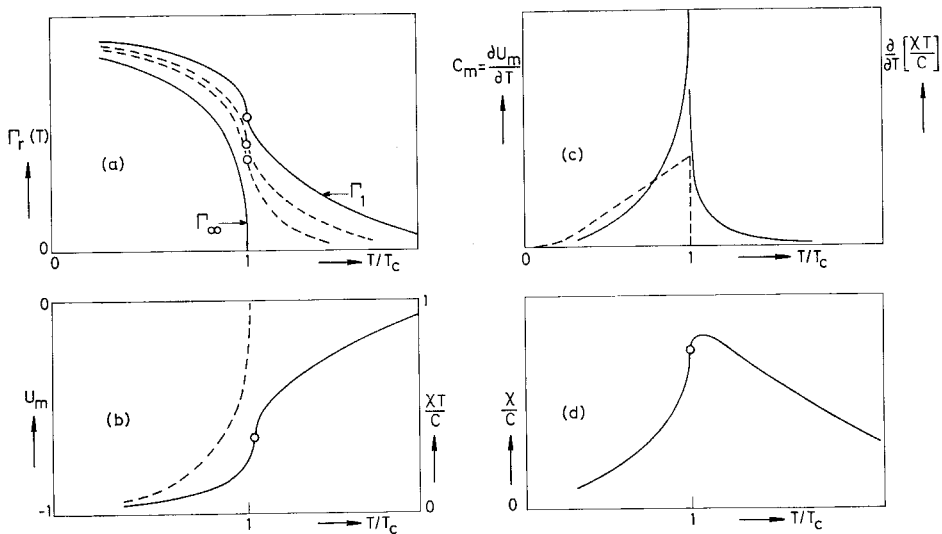 Γr (T)
(a)
Γ∞
Γ1
0
0
1
T/Tc
Cm = ∂Um/∂T
∂/∂T [χT/C]
(c)
0
1
T/Tc
0
Um
-1
(b)
1
χT/C
0
1
T/Tc
χ/C
0
(d)
1
T/Tc